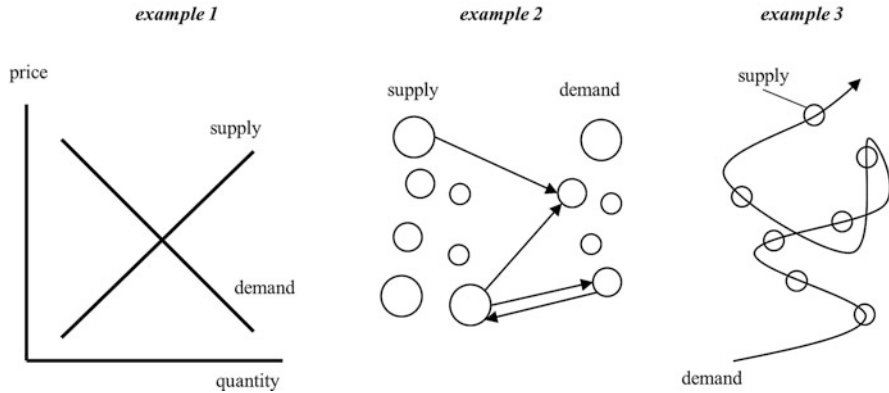 example 1
example 2
example 3
price
supply
demand
quantity
supply
demand
supply
demand